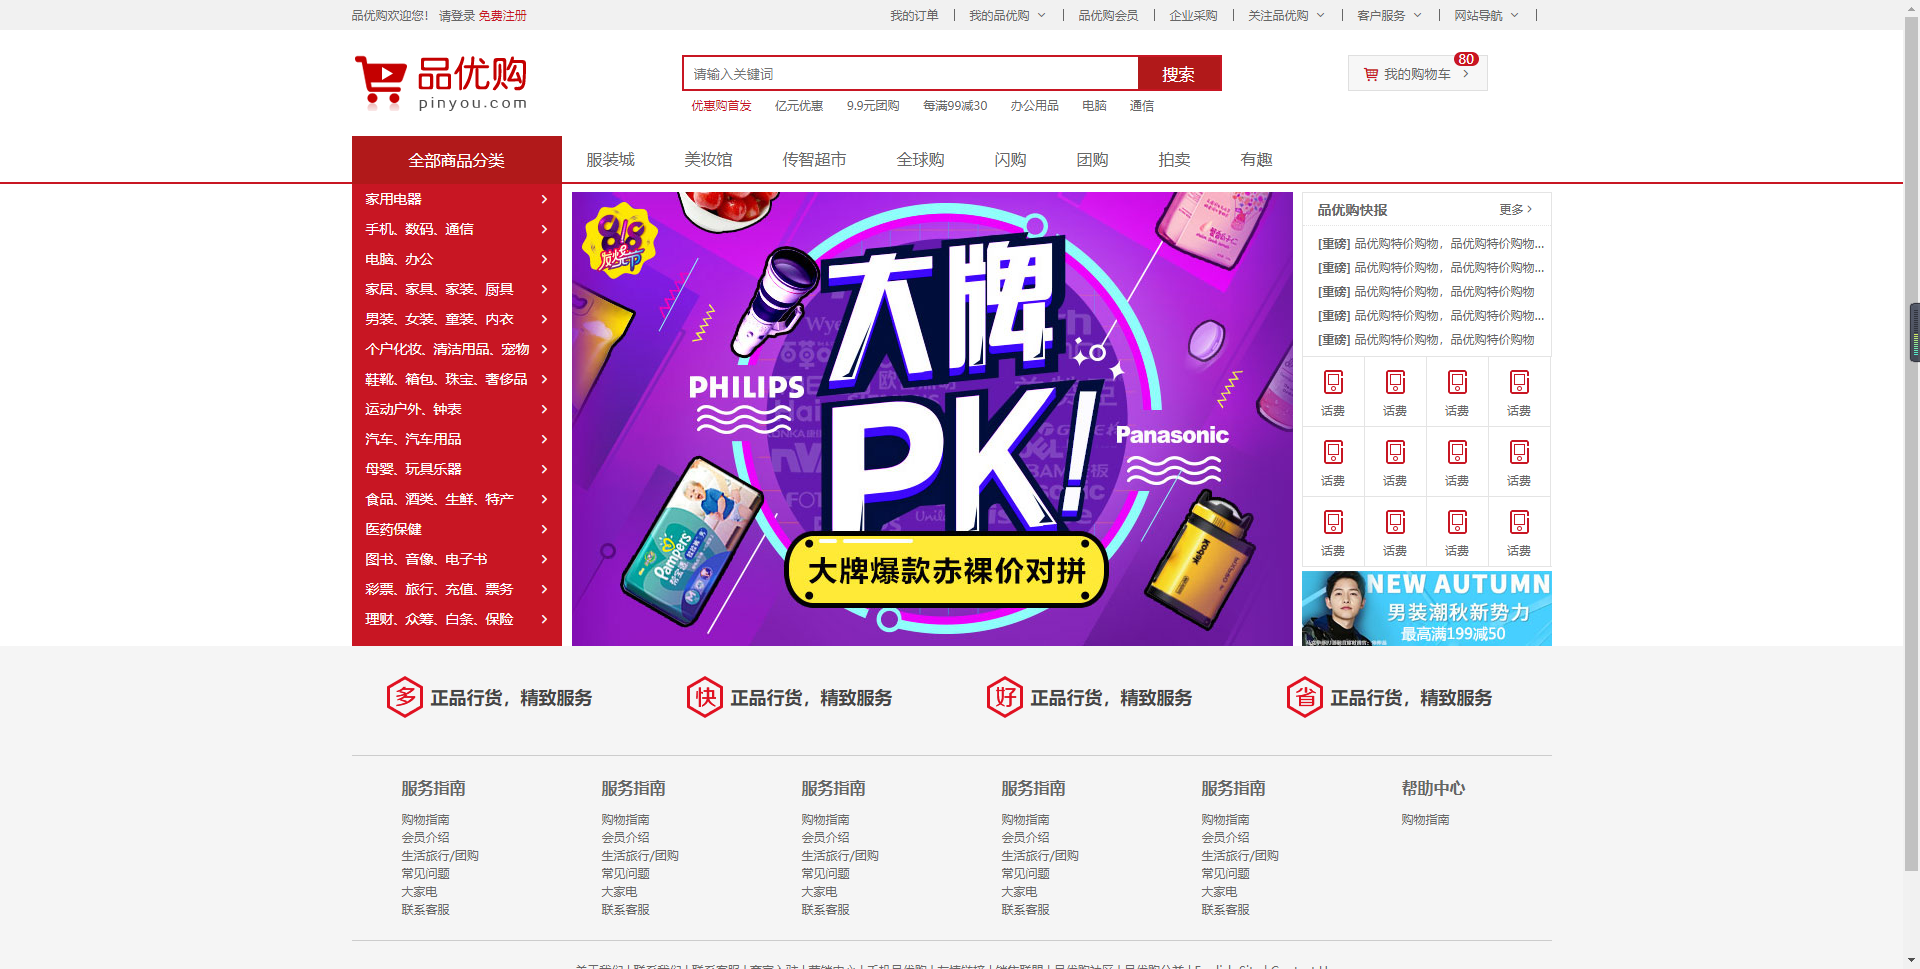 品优购欢迎您! 请登录 免费注册
我的订单 我的品优购 品优购会员 企业采购 关注品优购 客户服务 网站导航
品优购
pinyou.com
请输入关键词
搜索
80
我的购物车
优惠购首发 亿元优惠 9.9元团购 每满99减30 办公用品 电脑 通信
全部商品分类
服装城 美妆馆 传智超市 全球购 闪购 团购 拍卖 有趣
家用电器
手机、数码、通信
电脑、办公
家居、家具、家装、厨具
男装、女装、童装、内衣
个户化妆、清洁用品、宠物
鞋靴、箱包、珠宝、奢侈品
运动户外、钟表
汽车、汽车用品
母婴、玩具乐器
食品、酒类、生鲜、特产
医药保健
图书、音像、电子书
彩票、旅行、充值、票务
理财、众筹、白条、保险
大牌
PK!
PHILIPS
Panasonic
Pampers
Kodak
大牌爆款赤裸价对拼
品优购快报
更多
[重磅] 品优购特价购物，品优购特价购物...
[重磅] 品优购特价购物，品优购特价购物...
[重磅] 品优购特价购物，品优购特价购物
[重磅] 品优购特价购物，品优购特价购物...
[重磅] 品优购特价购物，品优购特价购物
话费 话费 话费 话费
话费 话费 话费 话费
话费 话费 话费 话费
NEW AUTUMN
男装潮秋新势力
最高满199减50
多 正品行货，精致服务
快 正品行货，精致服务
好 正品行货，精致服务
省 正品行货，精致服务
服务指南 服务指南 服务指南 服务指南 服务指南 帮助中心
购物指南 购物指南 购物指南 购物指南 购物指南 购物指南
会员介绍 会员介绍 会员介绍 会员介绍 会员介绍
生活旅行/团购 生活旅行/团购 生活旅行/团购 生活旅行/团购 生活旅行/团购
常见问题 常见问题 常见问题 常见问题 常见问题
大家电 大家电 大家电 大家电 大家电
联系客服 联系客服 联系客服 联系客服 联系客服